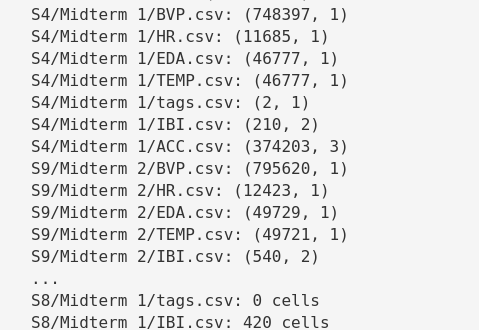 S4/Midterm 1/BVP.csv: (748397, 1)
S4/Midterm 1/HR.csv: (11685, 1)
S4/Midterm 1/EDA.csv: (46777, 1)
S4/Midterm 1/TEMP.csv: (46777, 1)
S4/Midterm 1/tags.csv: (2, 1)
S4/Midterm 1/IBI.csv: (210, 2)
S4/Midterm 1/ACC.csv: (374203, 3)
S9/Midterm 2/BVP.csv: (795620, 1)
S9/Midterm 2/HR.csv: (12423, 1)
S9/Midterm 2/EDA.csv: (49729, 1)
S9/Midterm 2/TEMP.csv: (49721, 1)
S9/Midterm 2/IBI.csv: (540, 2)
...
S8/Midterm 1/tags.csv: 0 cells
S8/Midterm 1/IBI.csv: 420 cells